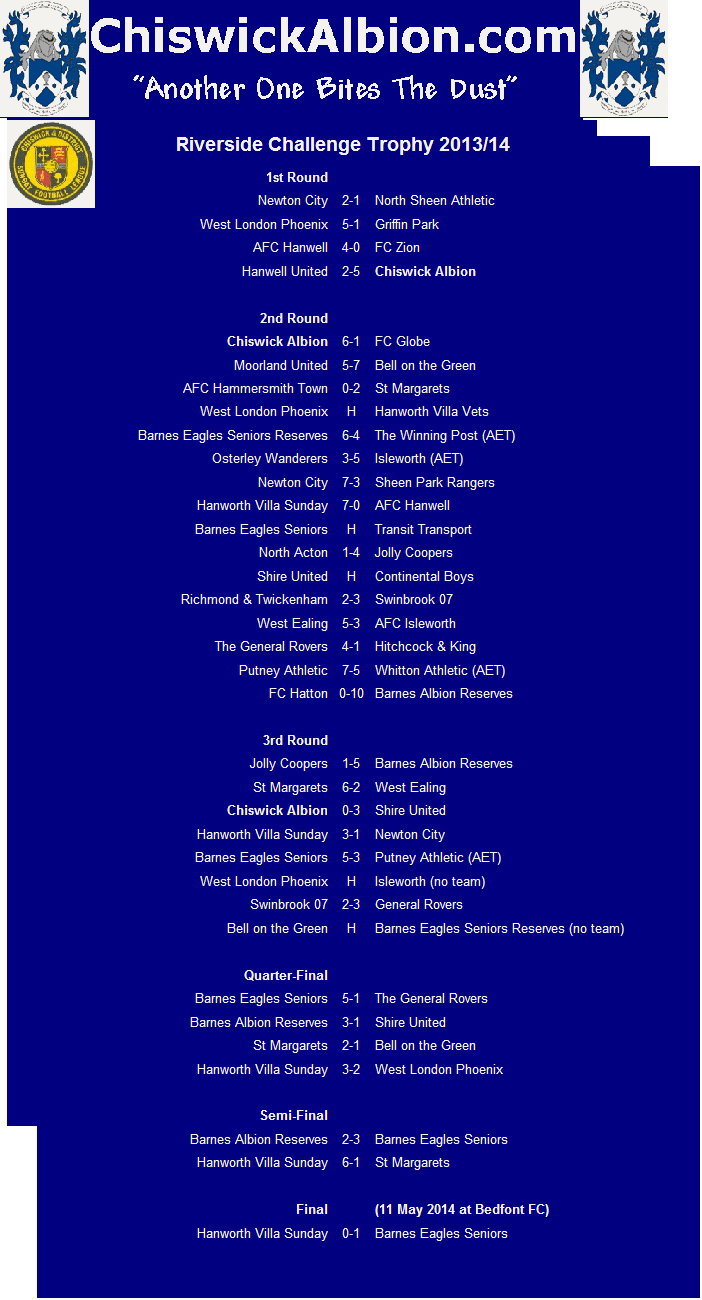 ChiswickAlbion.com
"Another One Bites The Dust"
CHISWICK & DISTRICT
SUNDAY FOOTBALL LEAGUE
Riverside Challenge Trophy 2013/14
1st Round
Newton City 2-1 North Sheen Athletic
West London Phoenix 5-1 Griffin Park
AFC Hanwell 4-0 FC Zion
Hanwell United 2-5 Chiswick Albion
2nd Round
Chiswick Albion 6-1 FC Globe
Moorland United 5-7 Bell on the Green
AFC Hammersmith Town 0-2 St Margarets
West London Phoenix H Hanworth Villa Vets
Barnes Eagles Seniors Reserves 6-4 The Winning Post (AET)
Osterley Wanderers 3-5 Isleworth (AET)
Newton City 7-3 Sheen Park Rangers
Hanworth Villa Sunday 7-0 AFC Hanwell
Barnes Eagles Seniors H Transit Transport
North Acton 1-4 Jolly Coopers
Shire United H Continental Boys
Richmond & Twickenham 2-3 Swinbrook 07
West Ealing 5-3 AFC Isleworth
The General Rovers 4-1 Hitchcock & King
Putney Athletic 7-5 Whitton Athletic (AET)
FC Hatton 0-10 Barnes Albion Reserves
3rd Round
Jolly Coopers 1-5 Barnes Albion Reserves
St Margarets 6-2 West Ealing
Chiswick Albion 0-3 Shire United
Hanworth Villa Sunday 3-1 Newton City
Barnes Eagles Seniors 5-3 Putney Athletic (AET)
West London Phoenix H Isleworth (no team)
Swinbrook 07 2-3 General Rovers
Bell on the Green H Barnes Eagles Seniors Reserves (no team)
Quarter-Final
Barnes Eagles Seniors 5-1 The General Rovers
Barnes Albion Reserves 3-1 Shire United
St Margarets 2-1 Bell on the Green
Hanworth Villa Sunday 3-2 West London Phoenix
Semi-Final
Barnes Albion Reserves 2-3 Barnes Eagles Seniors
Hanworth Villa Sunday 6-1 St Margarets
Final (11 May 2014 at Bedfont FC)
Hanworth Villa Sunday 0-1 Barnes Eagles Seniors